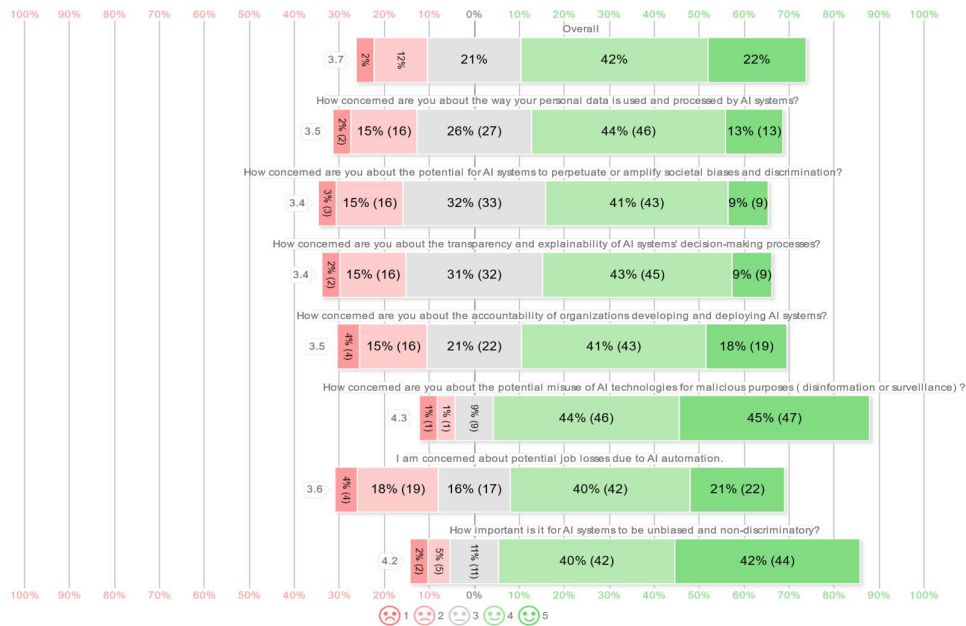 100% 90% 80% 70% 60% 50% 40% 30% 20% 10% 0% 10% 20% 30% 40% 50% 60% 70% 80% 90% 100%
Overall
3.7 2% 12% 21% 42% 22%
How concerned are you about the way your personal data is used and processed by AI systems?
3.5 2% (2) 15% (16) 26% (27) 44% (46) 13% (13)
How concerned are you about the potential for AI systems to perpetuate or amplify societal biases and discrimination?
3.4 3% (3) 15% (16) 32% (33) 41% (43) 9% (9)
How concerned are you about the transparency and explainability of AI systems' decision-making processes?
3.4 2% (2) 15% (16) 31% (32) 43% (45) 9% (9)
How concerned are you about the accountability of organizations developing and deploying AI systems?
3.5 4% (4) 15% (16) 21% (22) 41% (43) 18% (19)
How concerned are you about the potential misuse of AI technologies for malicious purposes ( disinformation or surveillance) ?
4.3 1% (1) 1% (1) 9% (9) 44% (46) 45% (47)
I am concerned about potential job losses due to AI automation.
3.6 4% (4) 18% (19) 16% (17) 40% (42) 21% (22)
How important is it for AI systems to be unbiased and non-discriminatory?
4.2 2% (2) 5% (5) 11% (11) 40% (42) 42% (44)
100% 90% 80% 70% 60% 50% 40% 30% 20% 10% 0% 10% 20% 30% 40% 50% 60% 70% 80% 90% 100%
1 2 3 4 5